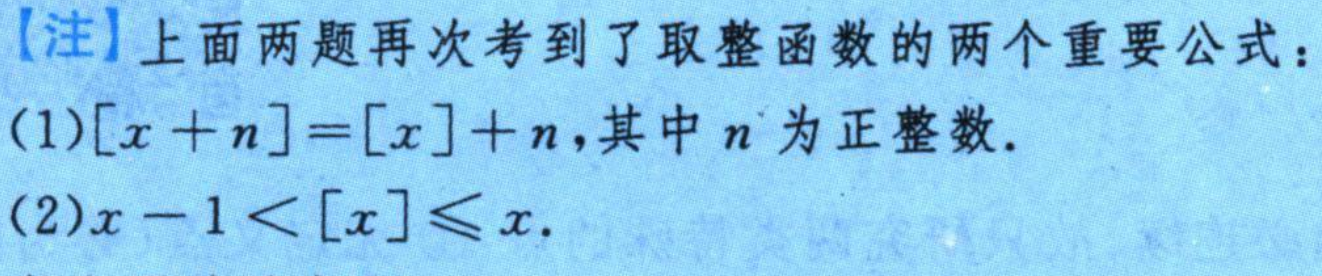 【注】上面两题再次考到了取整函数的两个重要公式：
(1)[x+n]=[x]+n,其中 n 为正整数.
(2)x-1<[x]≤x.